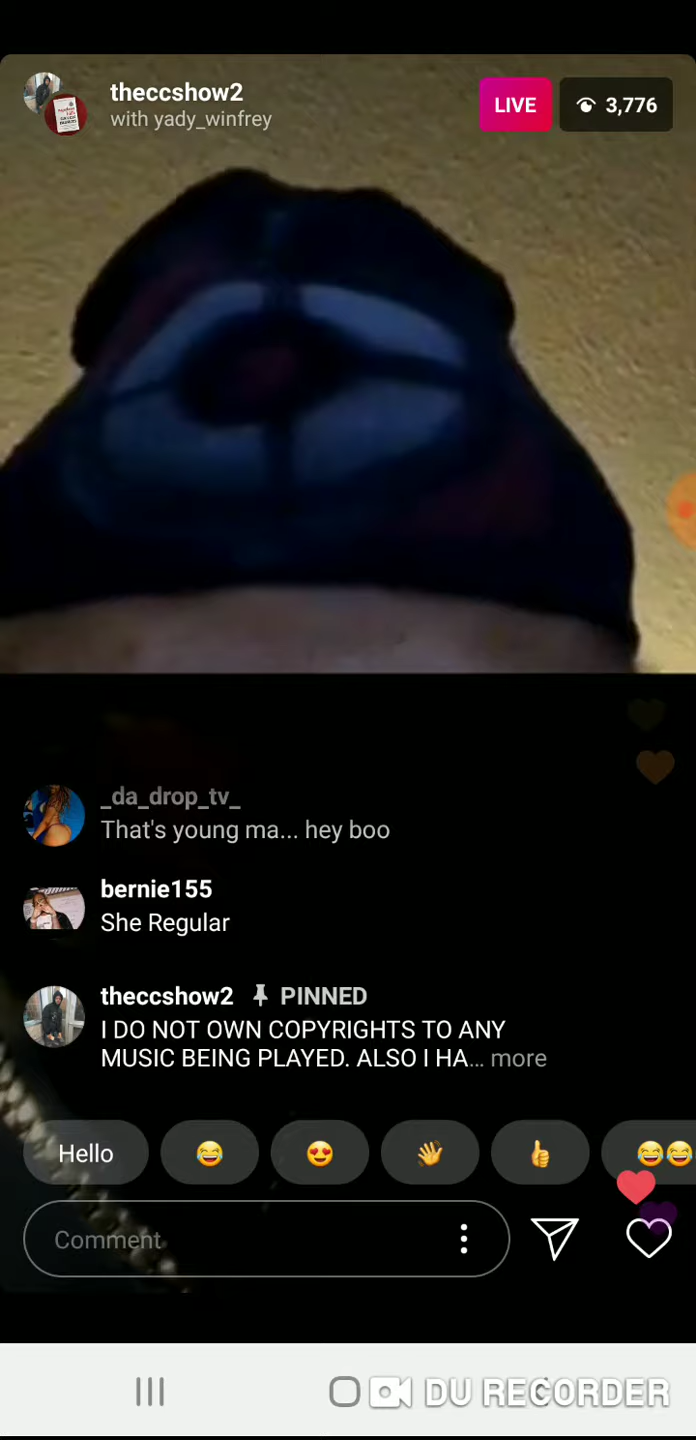 theccshow2
with yady_winfrey
LIVE
3,776
_da_drop_tv_
That's young ma... hey boo
bernie155
She Regular
theccshow2 PINNED
I DO NOT OWN COPYRIGHTS TO ANY
MUSIC BEING PLAYED. ALSO I HA... more
Hello
Comment
DU RECORDER